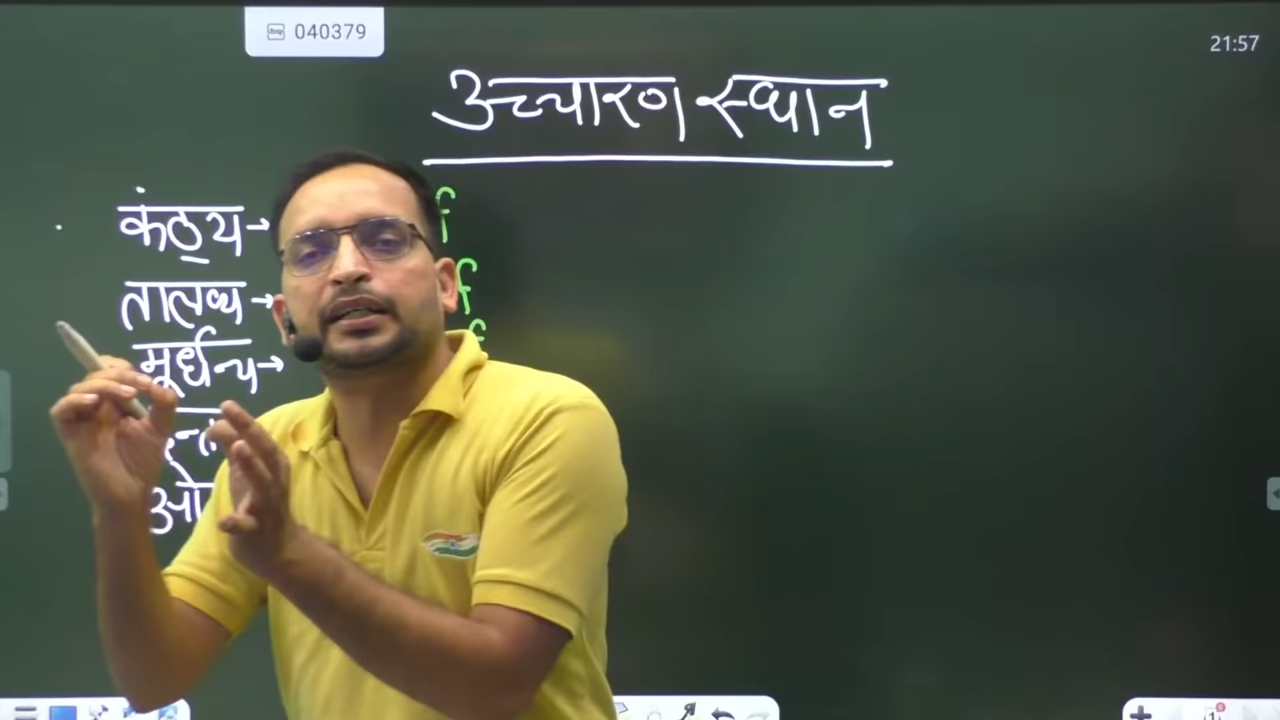 040379
21:57
उच्चारण स्थान
कंठ्य→
तालव्य→
मूर्धन्य→